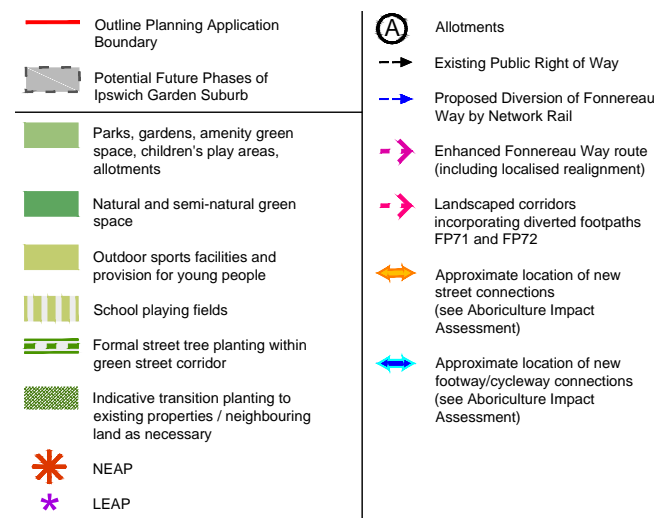 Outline Planning Application
Boundary
Potential Future Phases of
Ipswich Garden Suburb
Parks, gardens, amenity green
space, children's play areas,
allotments
Natural and semi-natural green
space
Outdoor sports facilities and
provision for young people
School playing fields
Formal street tree planting within
green street corridor
Indicative transition planting to
existing properties / neighbouring
land as necessary
NEAP
LEAP
A Allotments
Existing Public Right of Way
Proposed Diversion of Fonnereau
Way by Network Rail
Enhanced Fonnereau Way route
(including localised realignment)
Landscaped corridors
incorporating diverted footpaths
FP71 and FP72
Approximate location of new
street connections
(see Aboriculture Impact
Assessment)
Approximate location of new
footway/cycleway connections
(see Aboriculture Impact
Assessment)